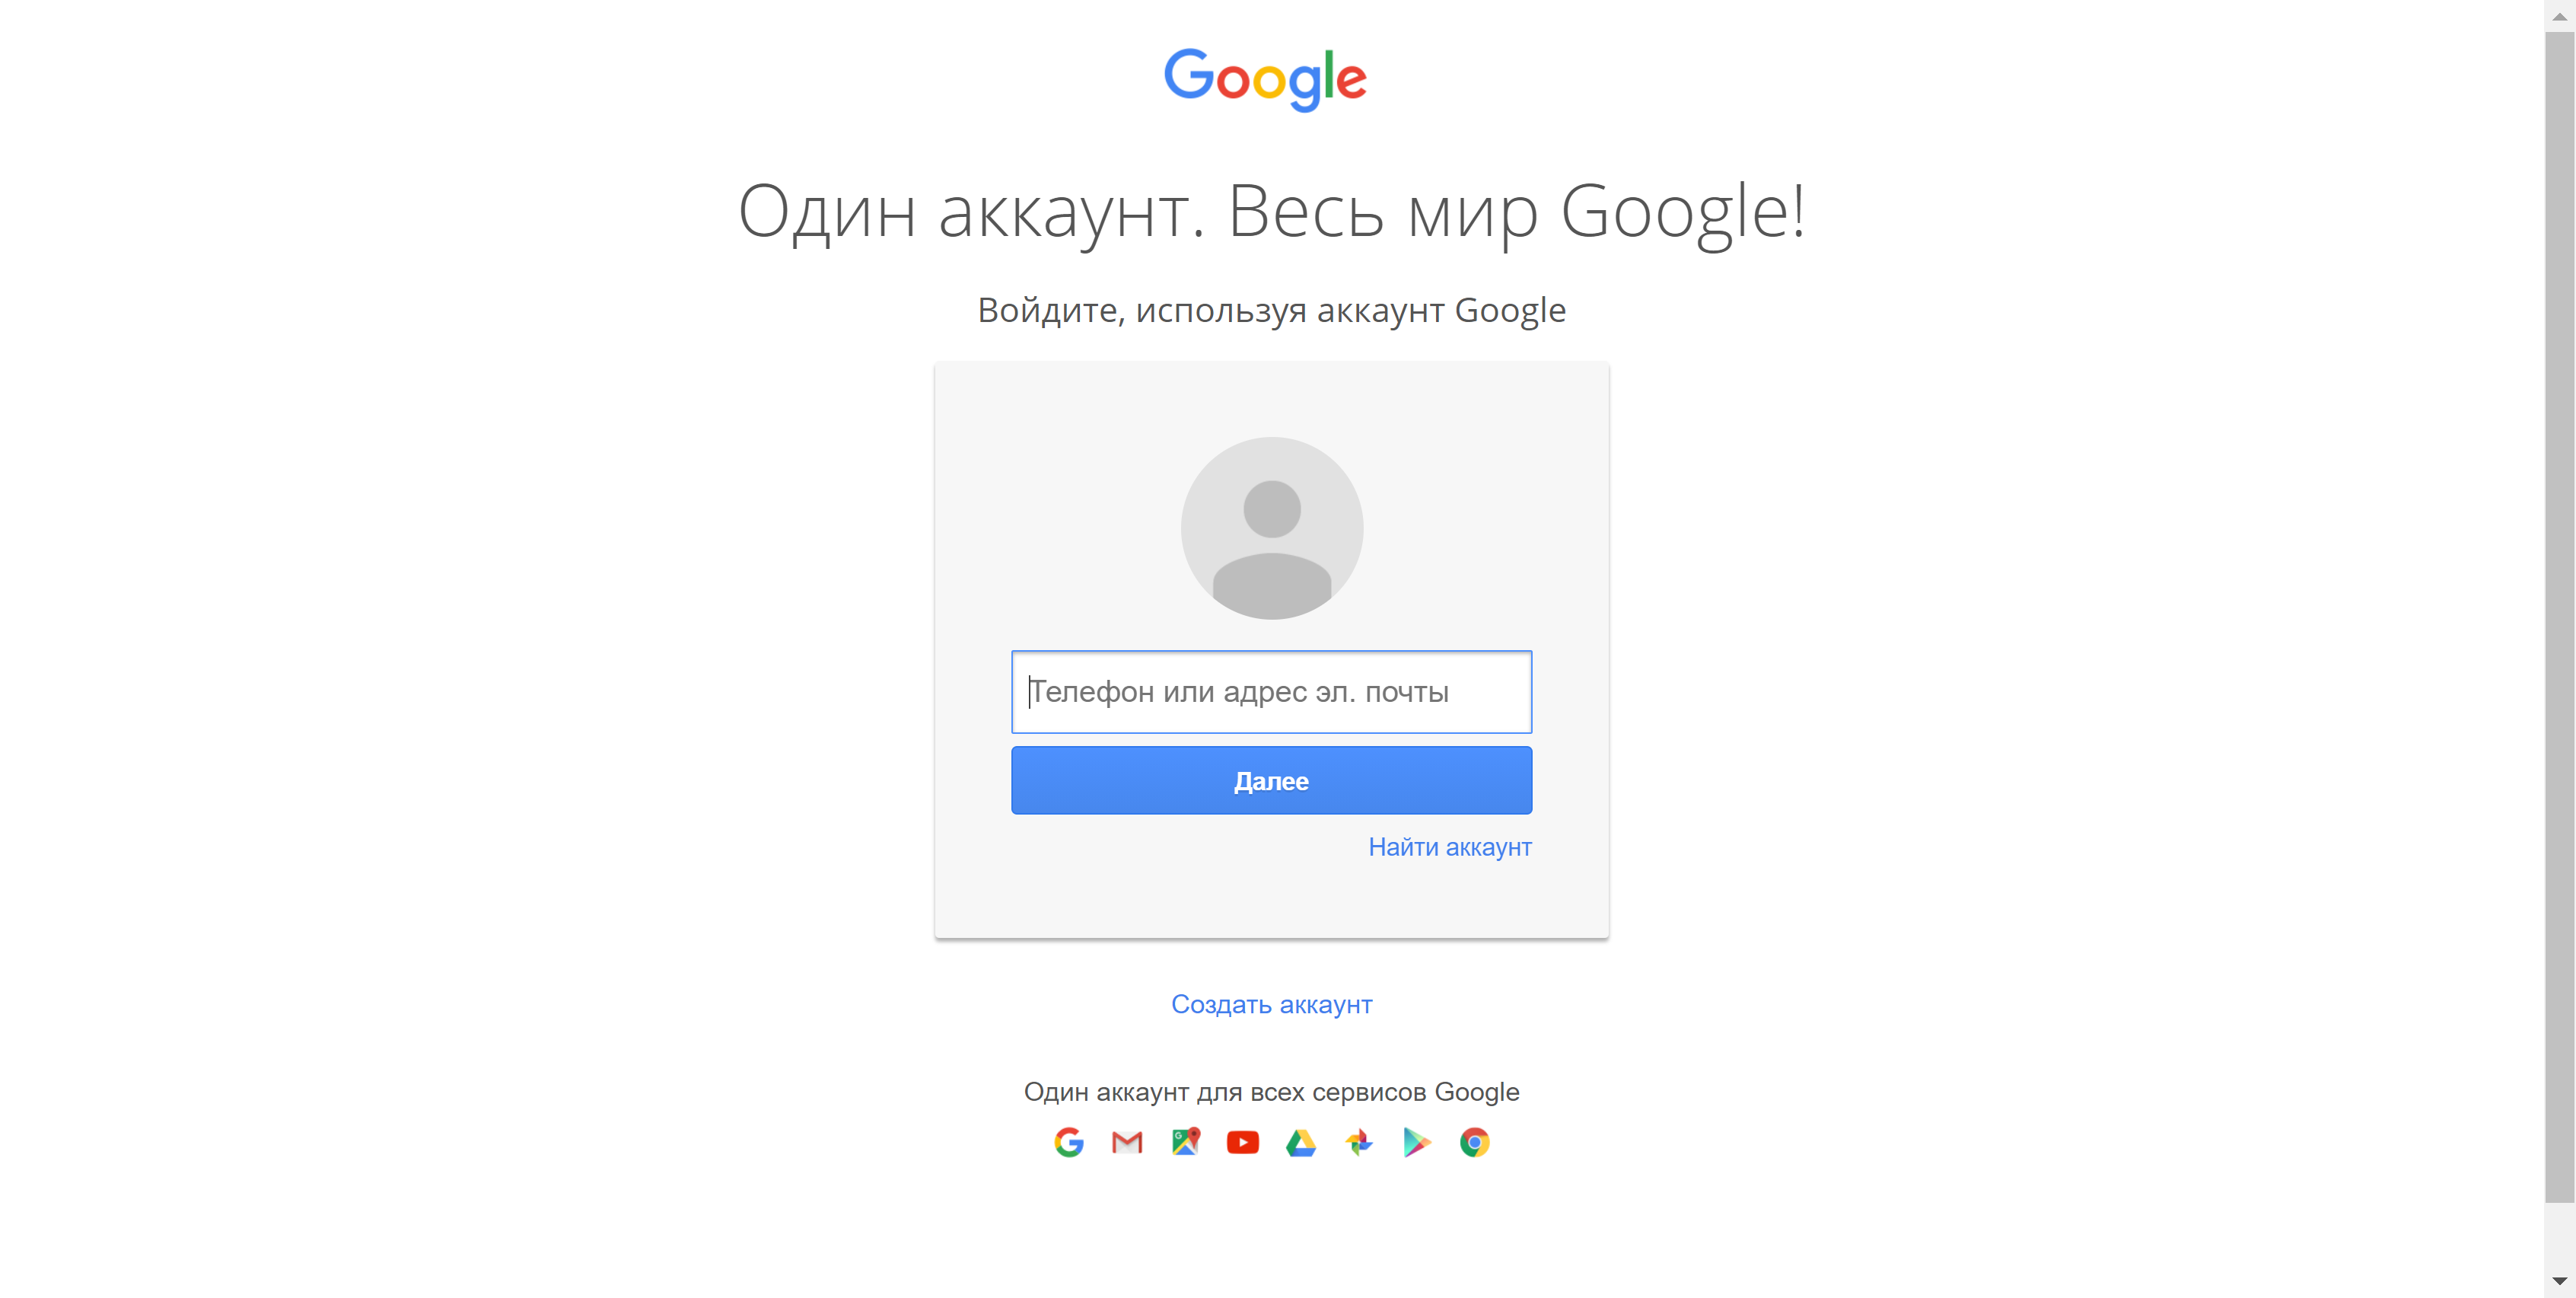 Google
Один аккаунт. Весь мир Google!
Войдите, используя аккаунт Google
Телефон или адрес эл. почты
Далее
Найти аккаунт
Создать аккаунт
Один аккаунт для всех сервисов Google